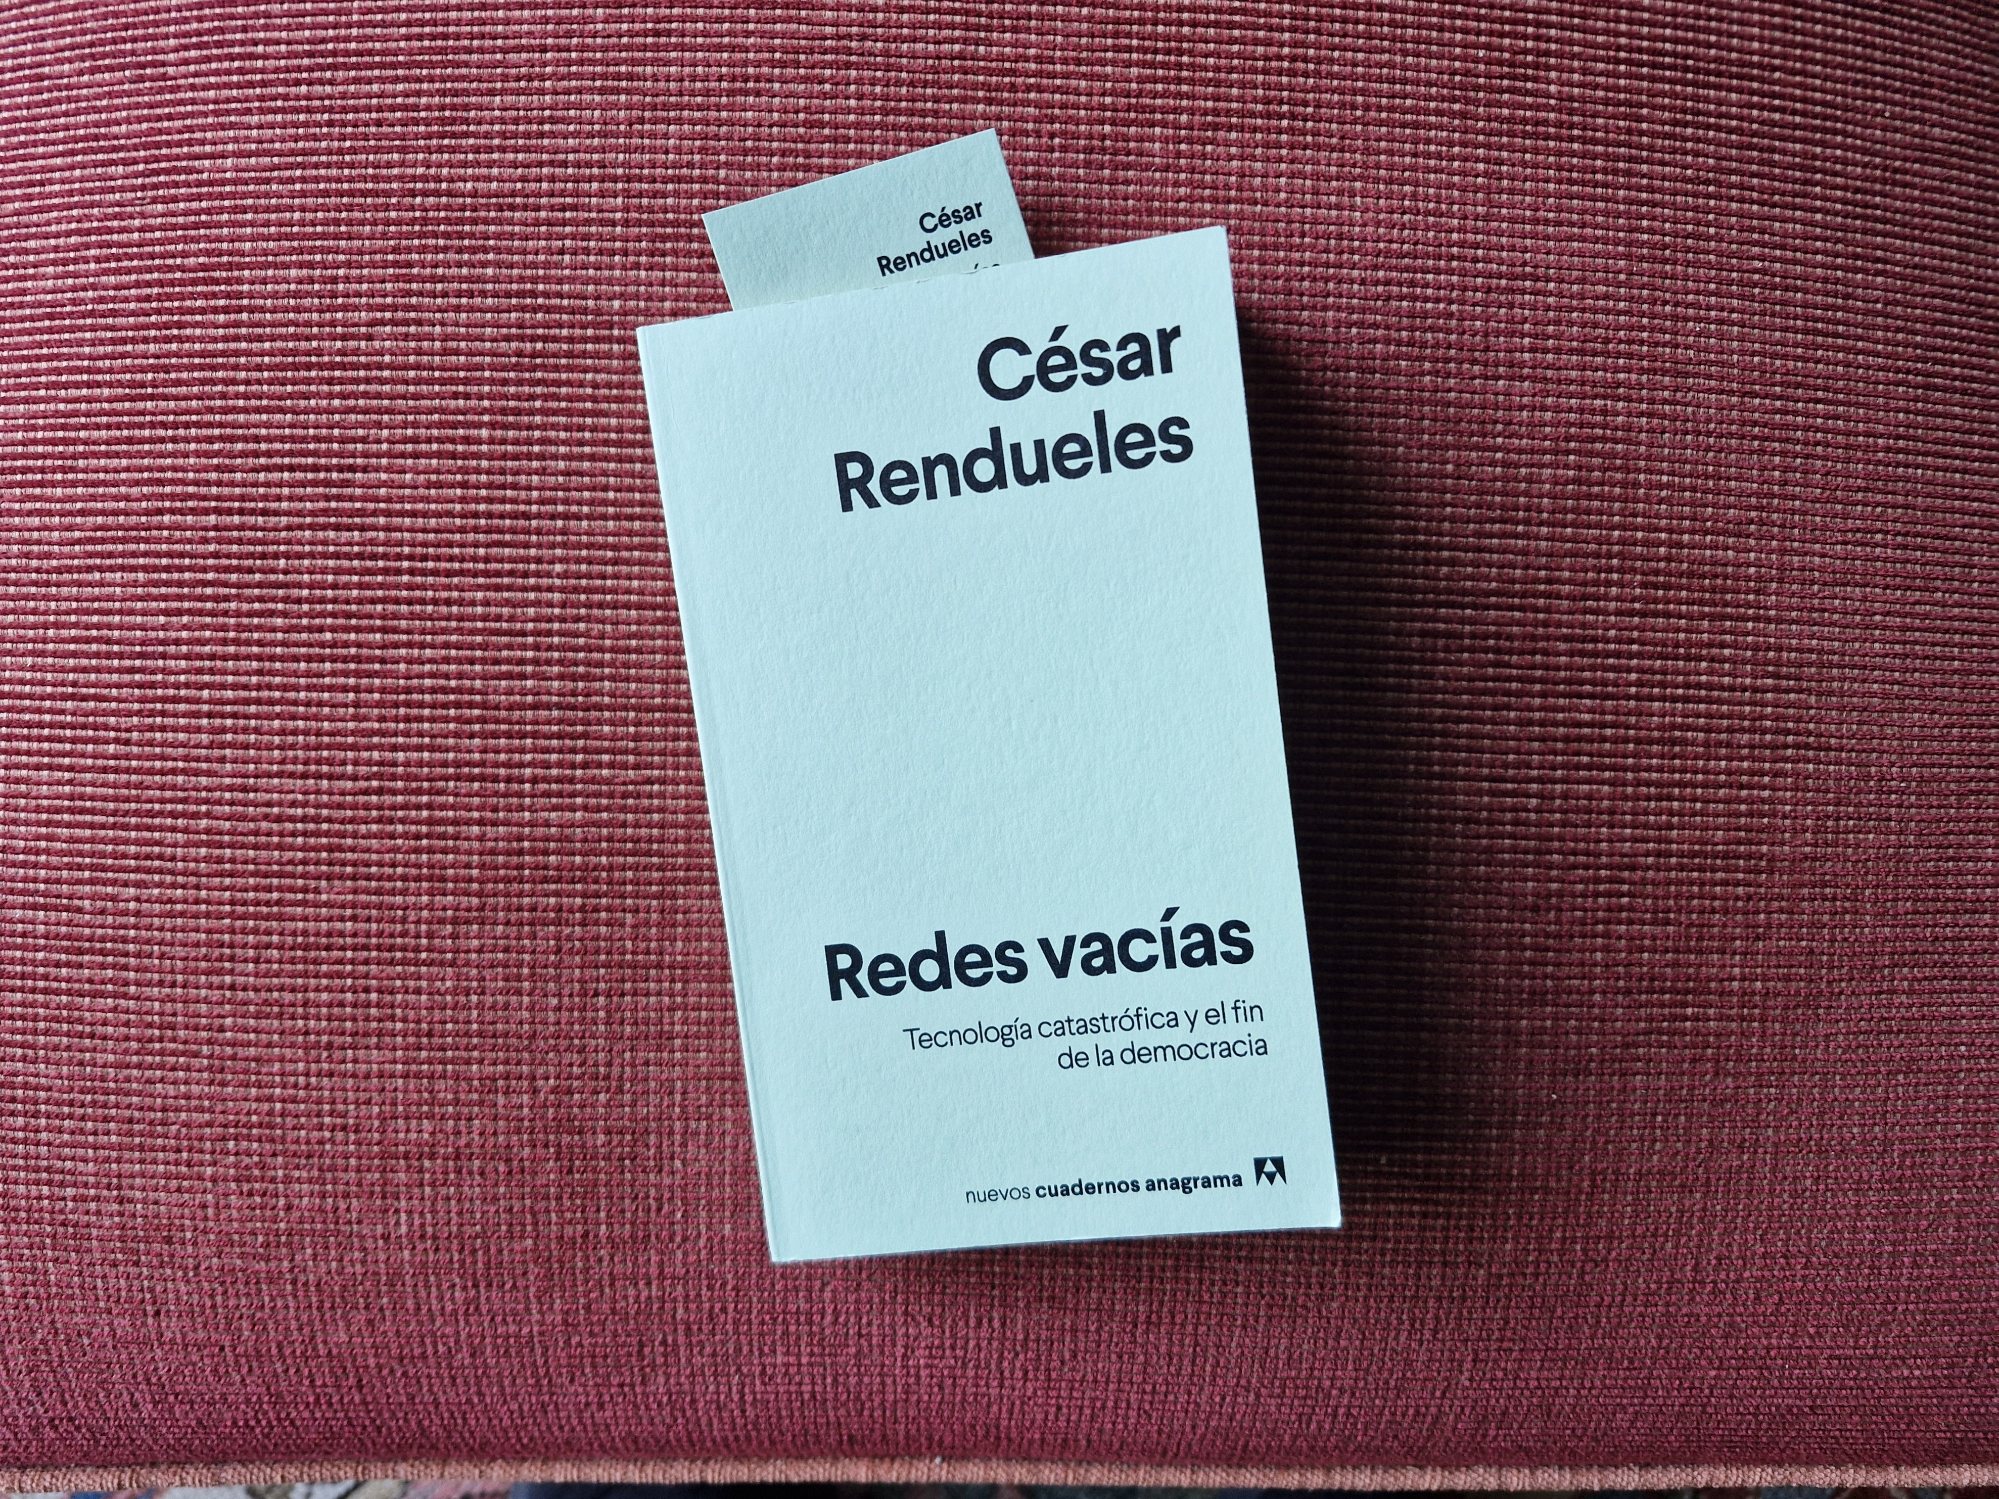 César
Rendueles
César
Rendueles
Redes vacías
Tecnología catastrófica y el fin
de la democracia
nuevos cuadernos anagrama